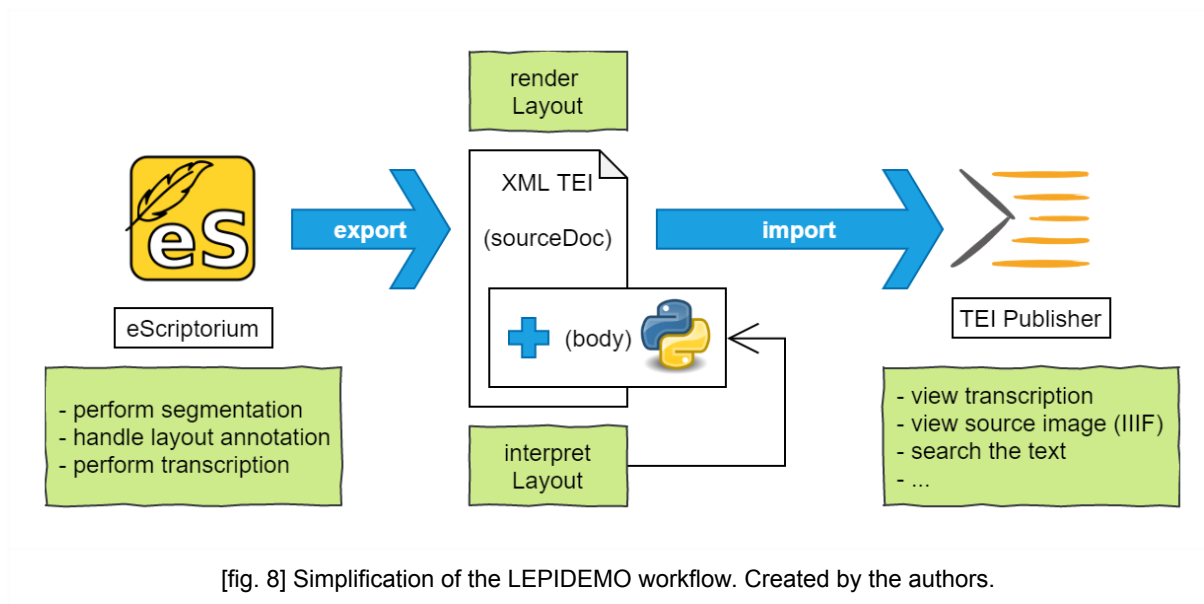 eS
eScriptorium
- perform segmentation
- handle layout annotation
- perform transcription
export
render
Layout
XML TEI
(sourceDoc)
(body)
interpret
Layout
import
TEI Publisher
- view transcription
- view source image (IIIF)
- search the text
- ...
[fig. 8] Simplification of the LEPIDEMO workflow. Created by the authors.